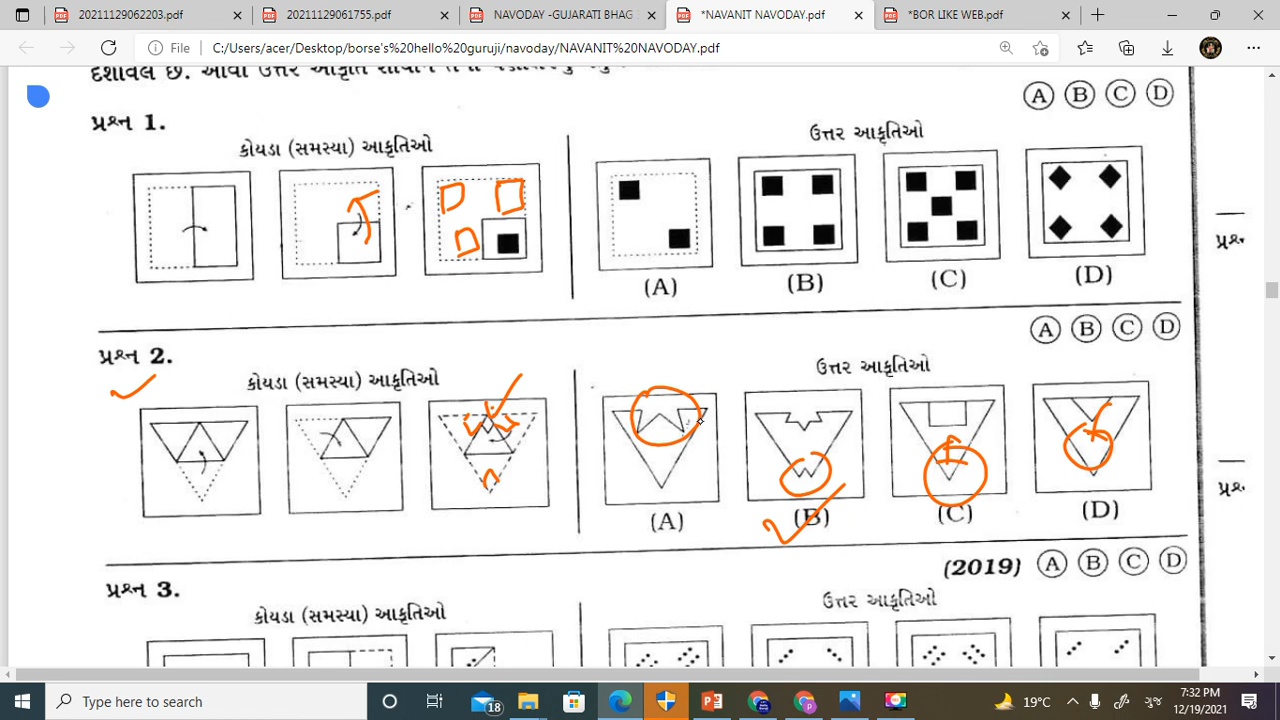 20211129062203.pdf
20211129061755.pdf
NAVODAY -GUJARATI BHAG
*NAVANIT NAVODAY.pdf
*BOR LIKE WEB.pdf
File
C:/Users/acer/Desktop/borse's%20hello%20guruji/navoday/NAVANIT%20NAVODAY.pdf
A B C D
પ્રશ્ન 1.
કોયડા (સમસ્યા) આકૃતિઓ
ઉત્તર આકૃતિઓ
(A)
(B)
(C)
(D)
પ્રશ્ન.
A B C D
પ્રશ્ન 2.
કોયડા (સમસ્યા) આકૃતિઓ
ઉત્તર આકૃતિઓ
(A)
(B)
(C)
(D)
(2019) A B C D
પ્રશ્ન 3.
કોયડા (સમસ્યા) આકૃતિઓ
ઉત્તર આકૃતિઓ
Type here to search
18
19°C
7:32 PM
12/19/2021